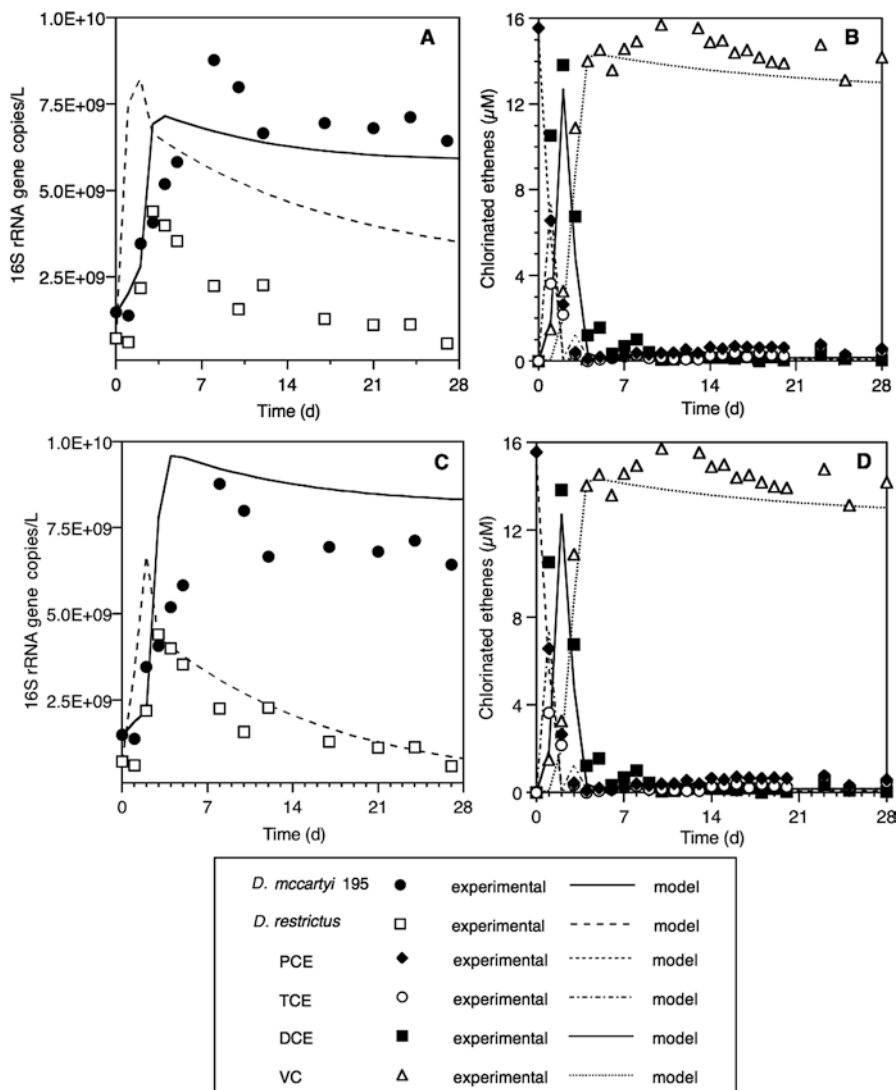 A
1.0E+10
7.5E+09
5.0E+09
2.5E+09
16S rRNA gene copies/L
0 7 14 21 28
Time (d)
B
16
12
8
4
0
Chlorinated ethenes (µM)
0 7 14 21 28
Time (d)
C
1.0E+10
7.5E+09
5.0E+09
2.5E+09
16S rRNA gene copies/L
0 7 14 21 28
Time (d)
D
16
12
8
4
0
Chlorinated ethenes (µM)
0 7 14 21 28
Time (d)
D. mccartyi 195 experimental model
D. restrictus experimental model
PCE experimental model
TCE experimental model
DCE experimental model
VC experimental model